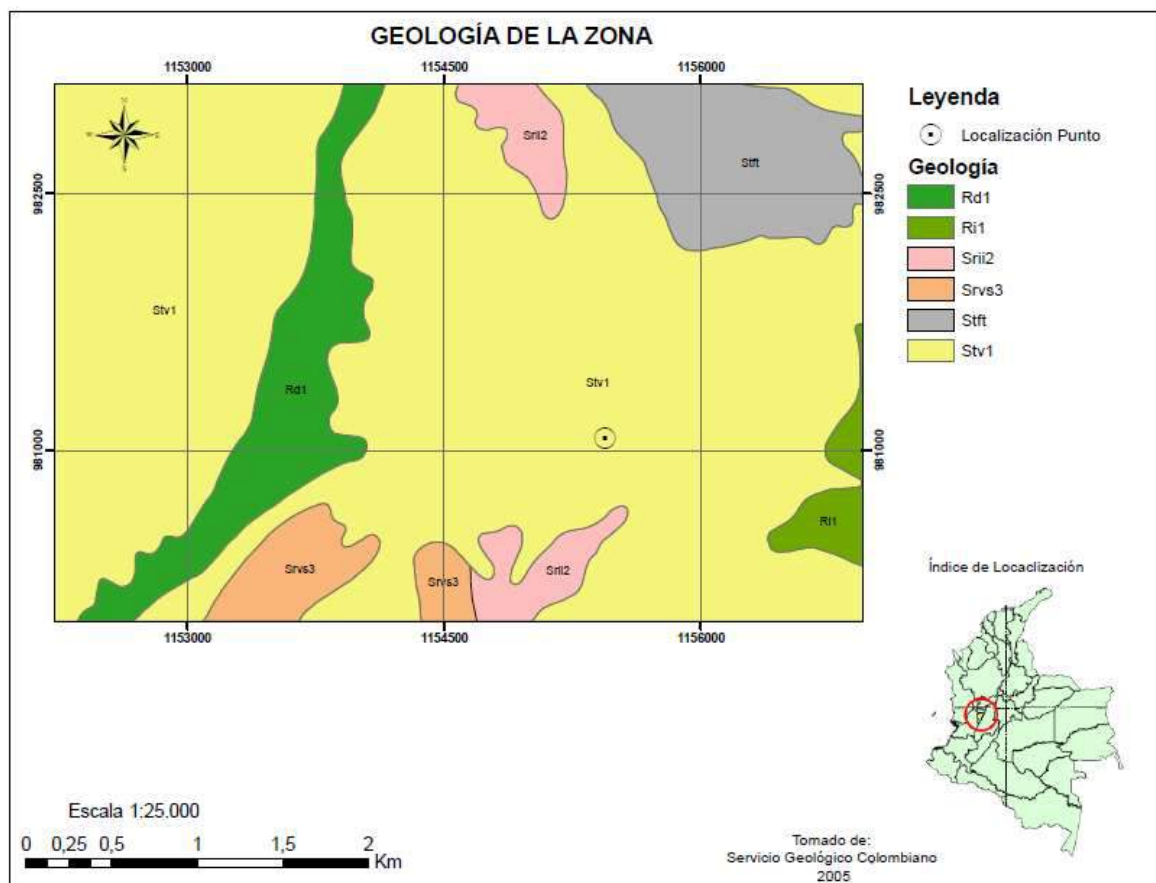 GEOLOGÍA DE LA ZONA
1153000 1154500 1156000
N
W E
S
982500 982500
981000 981000
Srii2
Stft
Stv1
Rd1
Stv1
Ri1
Srvs3
Srvs3
Srii2
1153000 1154500 1156000
Leyenda
Localización Punto
Geología
Rd1
Ri1
Srii2
Srvs3
Stft
Stv1
Índice de Locaclización
Escala 1:25.000
0 0,25 0,5 1 1,5 2
Km
Tomado de:
Servicio Geológico Colombiano
2005